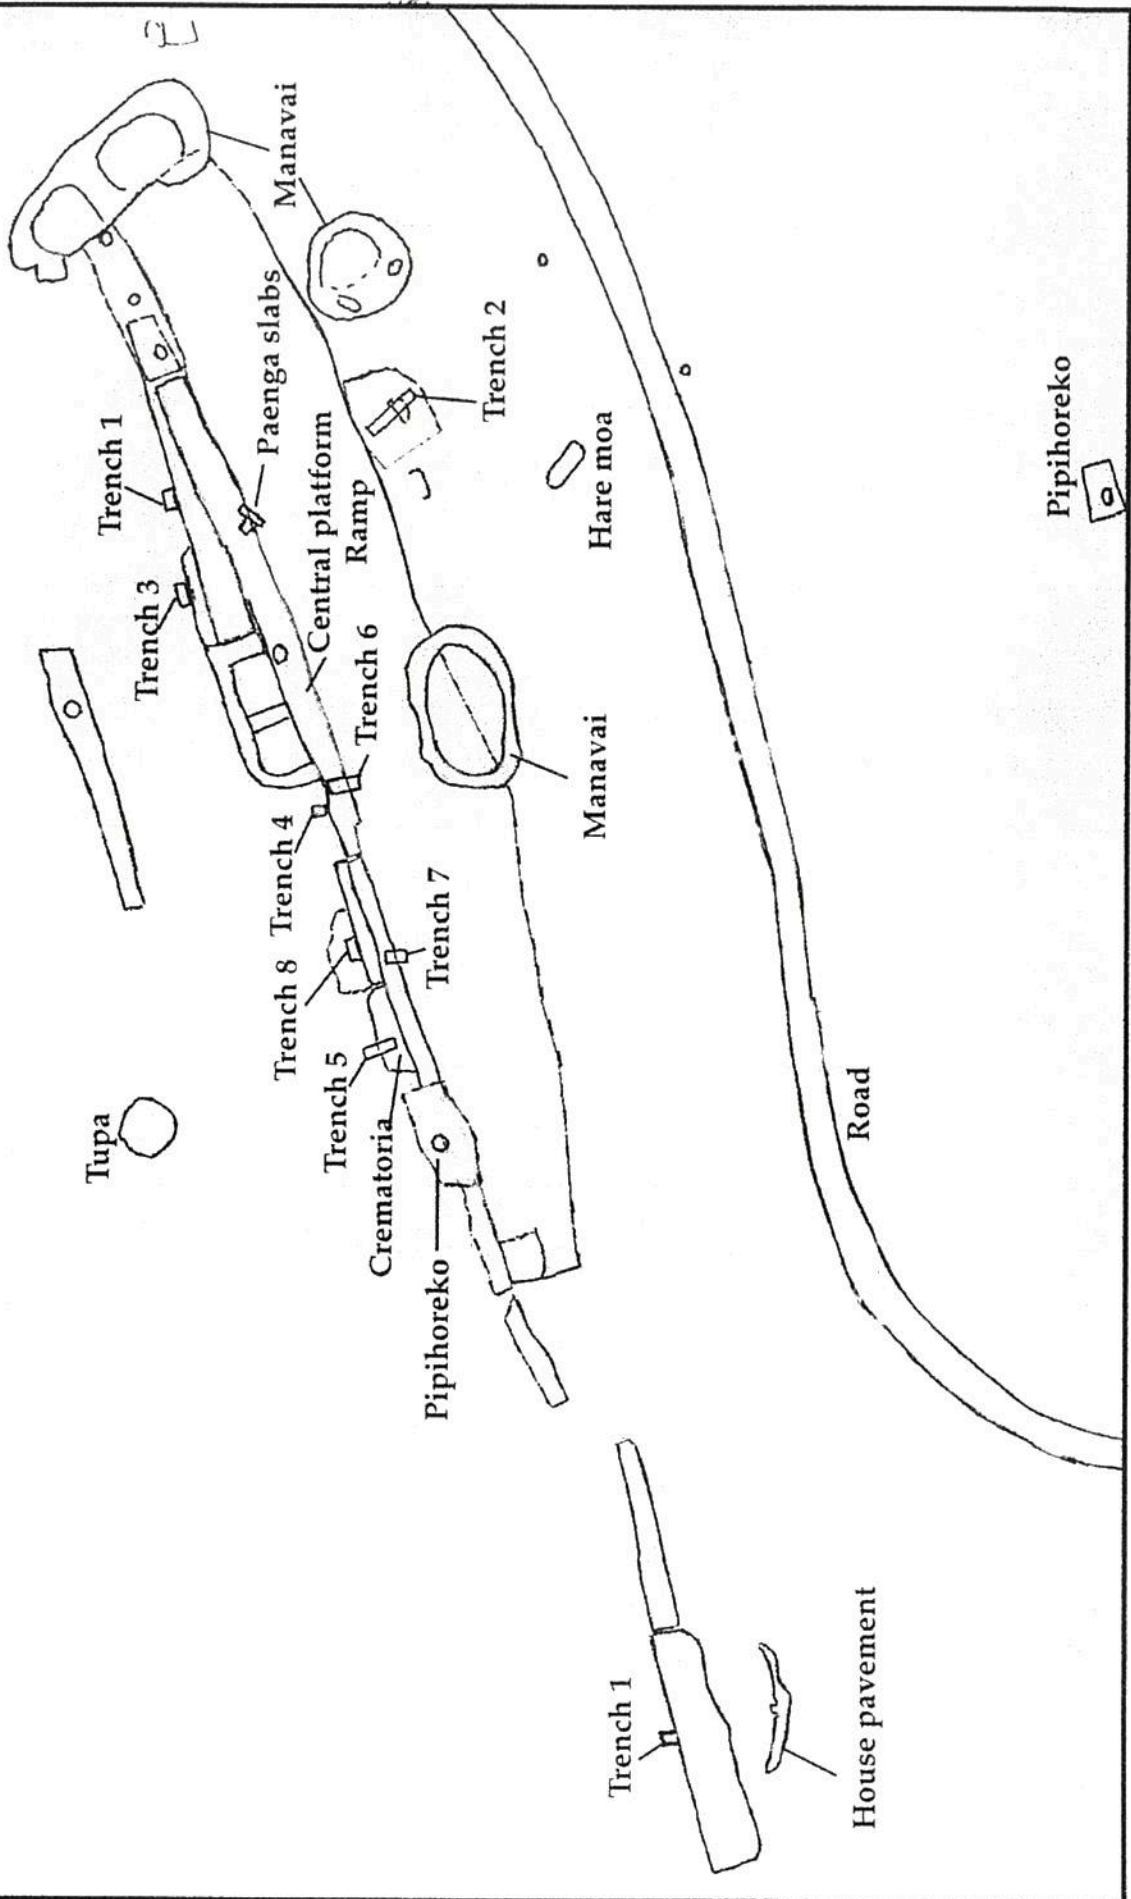 Manavai
Trench 1
Paenga slabs
Trench 2
Trench 3
Central platform
Ramp
Hare moa
Pipihoreko
Trench 6
Manavai
Trench 4
Trench 7
Trench 8
Trench 5
Crematoria
Tupa
Pipihoreko
Road
Trench 1
House pavement